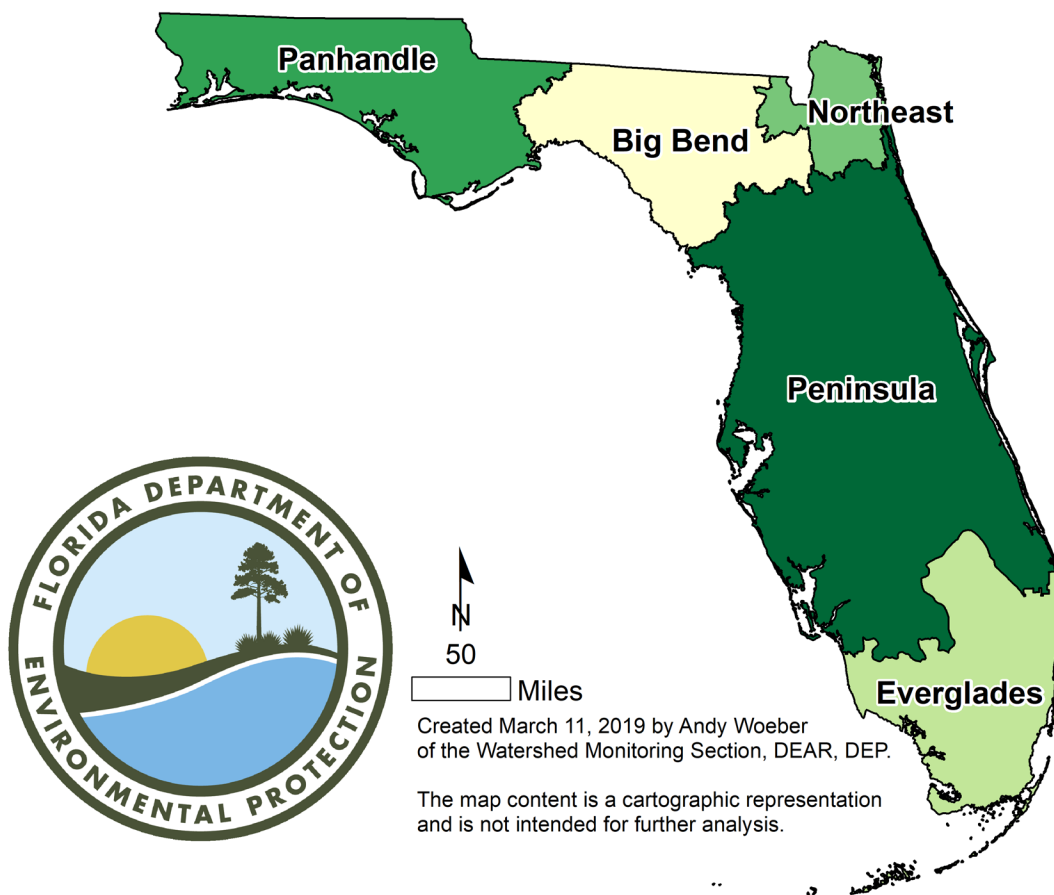 Panhandle
Northeast
Big Bend
Peninsula
FLORIDA DEPARTMENT OF
ENVIRONMENTAL PROTECTION
N
50
Miles
Everglades
Created March 11, 2019 by Andy Woeber
of the Watershed Monitoring Section, DEAR, DEP.
The map content is a cartographic representation
and is not intended for further analysis.